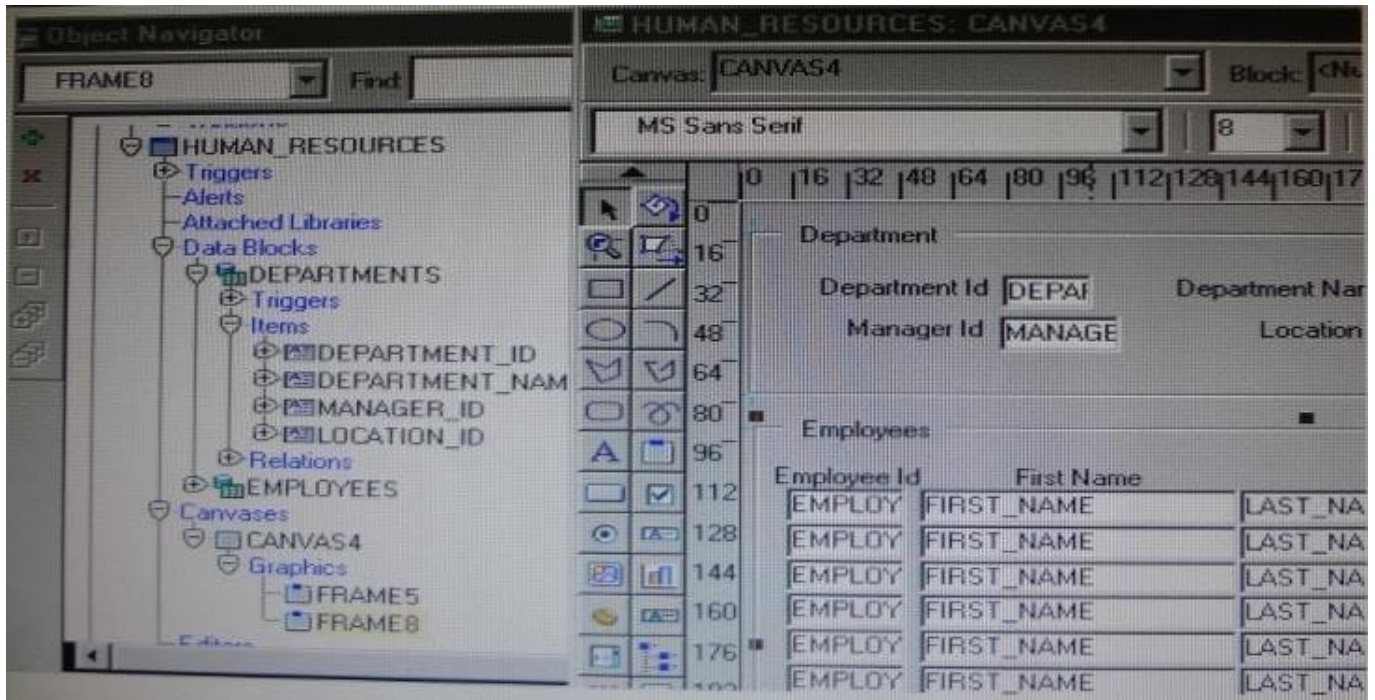 Object Navigator
FRAME8
Find:
HUMAN_RESOURCES
Triggers
Alerts
Attached Libraries
Data Blocks
DEPARTMENTS
Triggers
Items
DEPARTMENT_ID
DEPARTMENT_NAM
MANAGER_ID
LOCATION_ID
Relations
EMPLOYEES
Canvases
CANVAS4
Graphics
FRAME5
FRAME8
Editors
HUMAN_RESOURCES: CANVAS4
Canvas: CANVAS4 Block: <Nu
MS Sans Serif 8
0 16 32 48 64 80 96 112 128 144 160 17
0
16
32
48
64
80
96
112
128
144
160
176
192
Department
Department Id DEPAF Department Nar
Manager Id MANAGE Location
Employees
Employee Id First Name
EMPLOY FIRST_NAME LAST_NA
EMPLOY FIRST_NAME LAST_NA
EMPLOY FIRST_NAME LAST_NA
EMPLOY FIRST_NAME LAST_NA
EMPLOY FIRST_NAME LAST_NA
EMPLOY FIRST_NAME LAST_NA